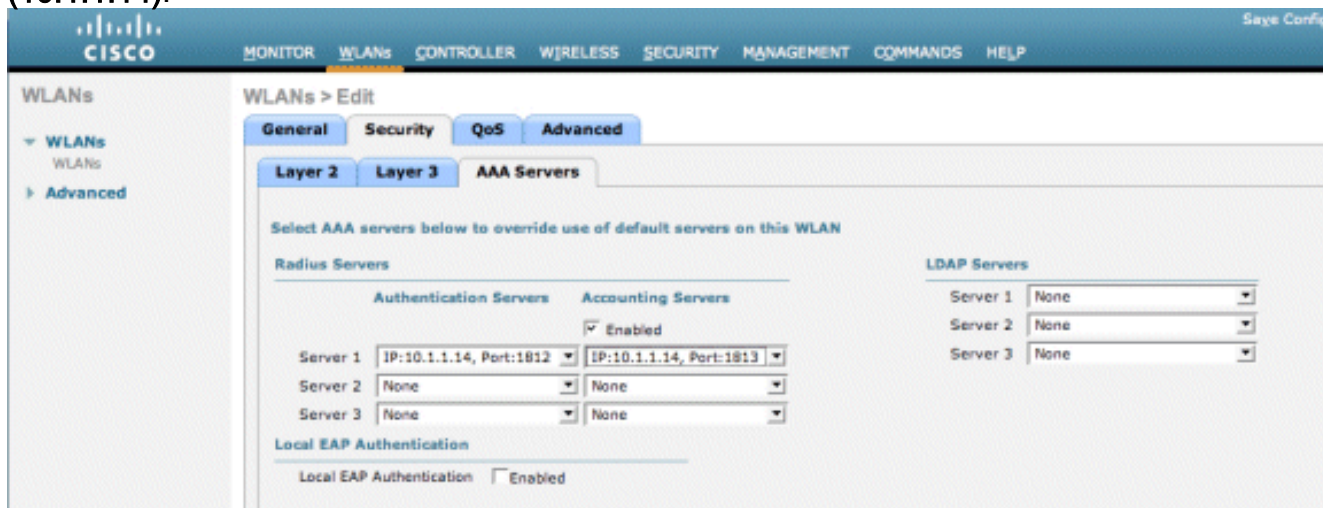 (10.1.1.14).
Save Confi
CISCO
MONITOR WLANs CONTROLLER WIRELESS SECURITY MANAGEMENT COMMANDS HELP
WLANs
WLANs > Edit
General Security QoS Advanced
WLANs
WLANs
Advanced
Layer 2 Layer 3 AAA Servers
Select AAA servers below to override use of default servers on this WLAN
Radius Servers LDAP Servers
Authentication Servers Accounting Servers
Server 1 None
Enabled
Server 2 None
Server 1 IP:10.1.1.14, Port:1812 IP:10.1.1.14, Port:1813
Server 3 None
Server 2 None None
Server 3 None None
Local EAP Authentication
Local EAP Authentication Enabled